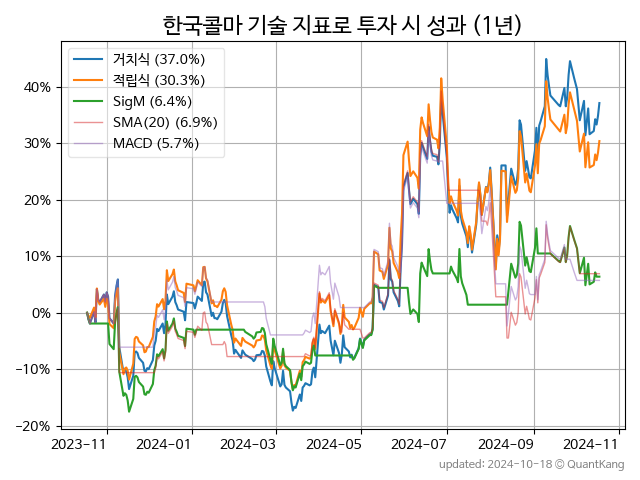 한국콜마 기술 지표로 투자 시 성과 (1년)
거치식 (37.0%)
적립식 (30.3%)
SigM (6.4%)
SMA(20) (6.9%)
MACD (5.7%)
40%
30%
20%
10%
0%
−10%
−20%
2023-11 2024-01 2024-03 2024-05 2024-07 2024-09 2024-11
updated: 2024-10-18 © QuantKang